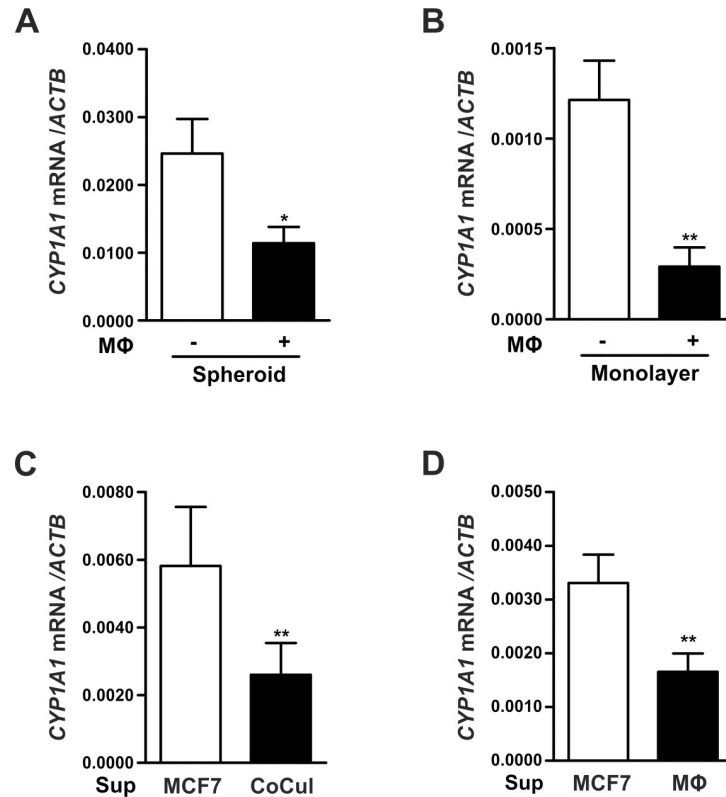 A
CYP1A1 mRNA /ACTB
0.0400
0.0300
0.0200
0.0100
0.0000
*
MΦ - +
Spheroid
B
CYP1A1 mRNA /ACTB
0.0015
0.0010
0.0005
0.0000
**
MΦ - +
Monolayer
C
CYP1A1 mRNA /ACTB
0.0080
0.0060
0.0040
0.0020
0.0000
**
Sup MCF7 CoCul
D
CYP1A1 mRNA /ACTB
0.0050
0.0040
0.0030
0.0020
0.0010
0.0000
**
Sup MCF7 MΦ